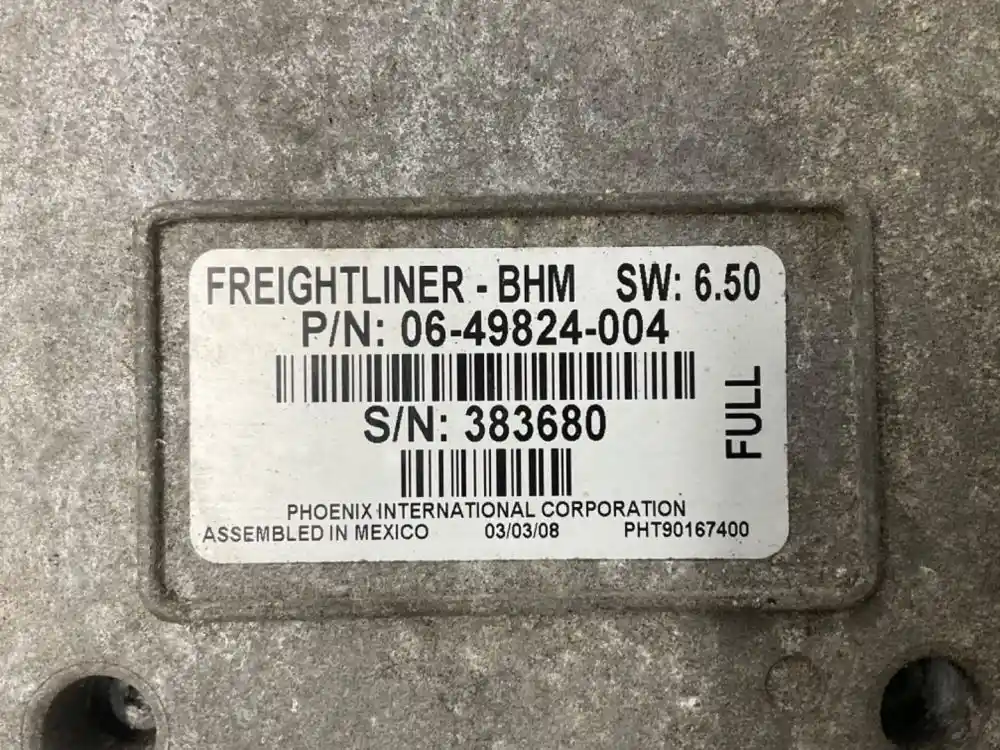 FREIGHTLINER - BHM SW: 6.50
P/N: 06-49824-004
S/N: 383680
FULL
PHOENIX INTERNATIONAL CORPORATION
ASSEMBLED IN MEXICO 03/03/08 PHT90167400